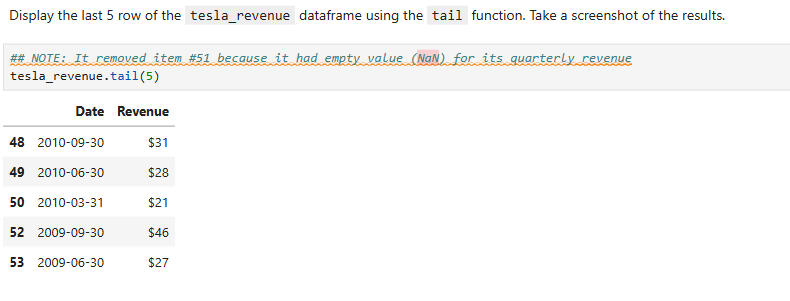 Display the last 5 row of the tesla_revenue dataframe using the tail function. Take a screenshot of the results.
## NOTE: It removed item #51 because it had empty value (NaN) for its quarterly revenue
tesla_revenue.tail(5)
Date Revenue
48 2010-09-30 $31
49 2010-06-30 $28
50 2010-03-31 $21
52 2009-09-30 $46
53 2009-06-30 $27